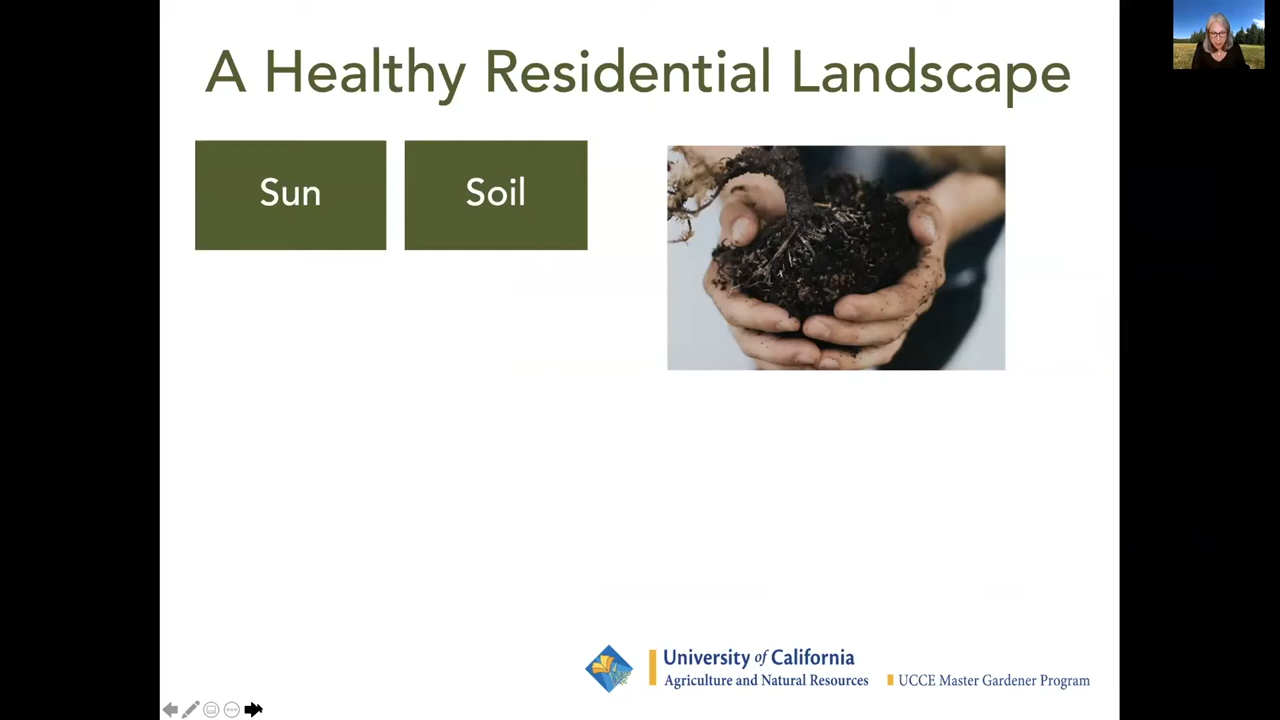 A Healthy Residential Landscape
Sun
Soil
University of California
Agriculture and Natural Resources
UCCE Master Gardener Program